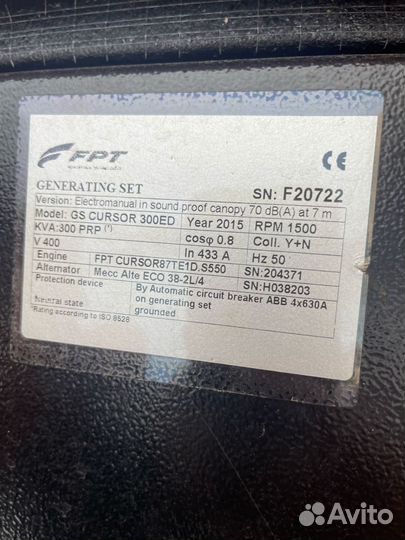 FPT
CE
GENERATING SET SN: F20722
Version: Electromanual in sound proof canopy 70 dB(A) at 7 m
Model: GS CURSOR 300ED Year 2015 RPM 1500
KVA:300 PRP (*) cosφ 0.8 Coll. Y+N
V 400 In 433 A Hz 50
Engine FPT CURSOR87TE1D.S550 SN:204371
Alternator Mecc Alte ECO 38-2L/4 SN:H038203
Protection device By Automatic circuit breaker ABB 4x630A
on generating set
Neutral state grounded
*Rating according to ISO 8528
Avito